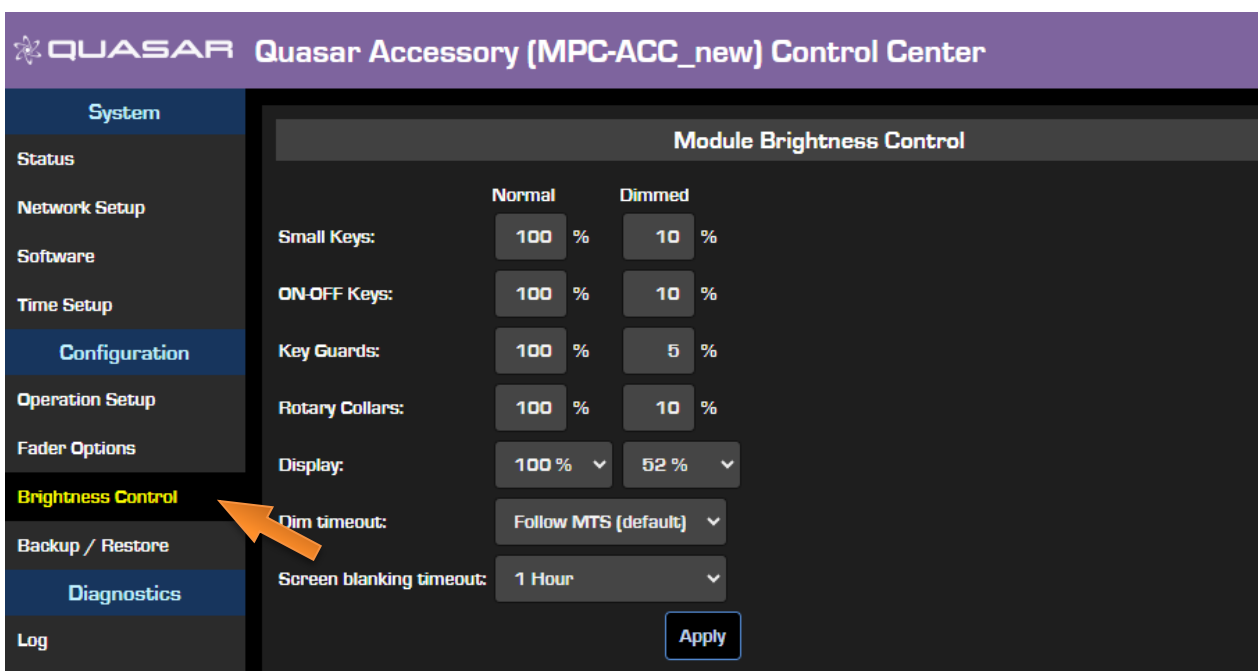 QUASAR Quasar Accessory (MPC-ACC_new) Control Center
System
Status
Network Setup
Software
Time Setup
Configuration
Operation Setup
Fader Options
Brightness Control
Backup / Restore
Diagnostics
Log
Module Brightness Control
Normal Dimmed
Small Keys: 100 % 10 %
ON-OFF Keys: 100 % 10 %
Key Guards: 100 % 5 %
Rotary Collars: 100 % 10 %
Display: 100 % 52 %
Dim timeout: Follow MTS (default)
Screen blanking timeout: 1 Hour
Apply